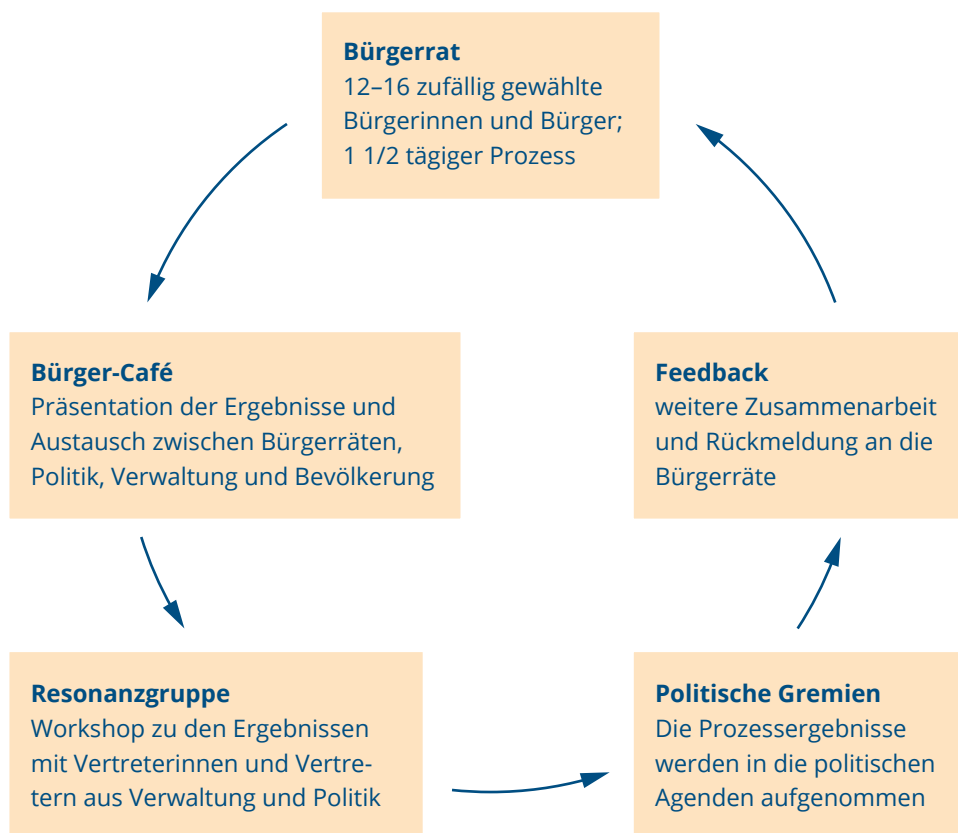 Bürgerrat
12–16 zufällig gewählte
Bürgerinnen und Bürger;
1 1/2 tägiger Prozess
Bürger-Café
Präsentation der Ergebnisse und
Austausch zwischen Bürgerräten,
Politik, Verwaltung und Bevölkerung
Resonanzgruppe
Workshop zu den Ergebnissen
mit Vertreterinnen und Vertre-
tern aus Verwaltung und Politik
Politische Gremien
Die Prozessergebnisse
werden in die politischen
Agenden aufgenommen
Feedback
weitere Zusammenarbeit
und Rückmeldung an die
Bürgerräte